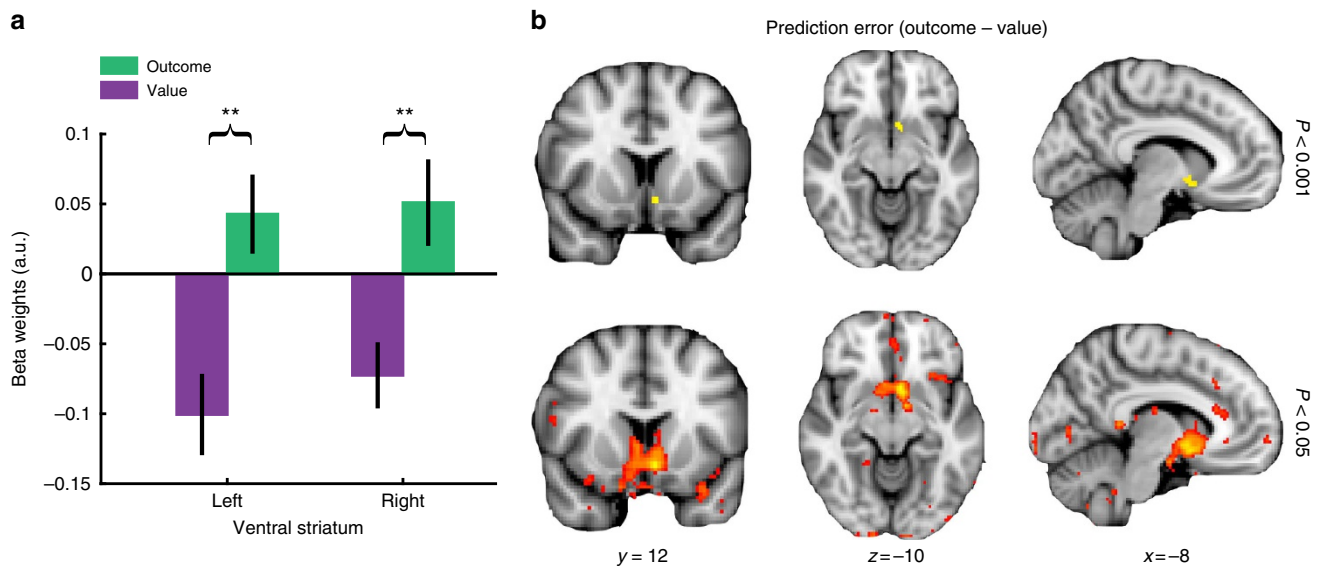 a
Outcome
Value
**
**
0.1
0.05
0
−0.05
−0.1
−0.15
Beta weights (a.u.)
Left
Right
Ventral striatum
b
Prediction error (outcome – value)
P < 0.001
P < 0.05
y = 12
z=−10
x=−8